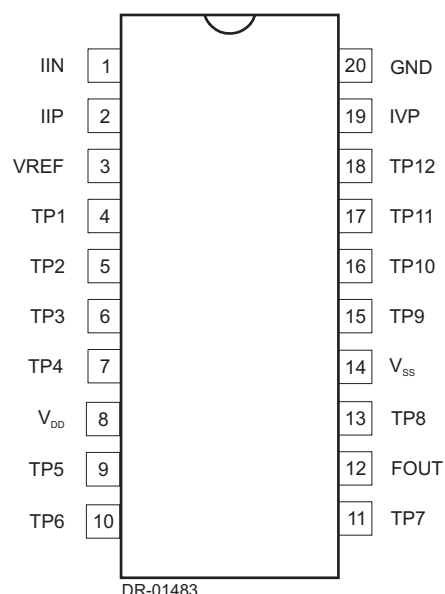 IIN 1 20 GND
IIP 2 19 IVP
VREF 3 18 TP12
TP1 4 17 TP11
TP2 5 16 TP10
TP3 6 15 TP9
TP4 7 14 VSS
VDD 8 13 TP8
TP5 9 12 FOUT
TP6 10 11 TP7
DR-01483